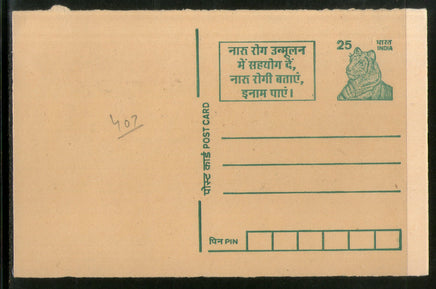 नारू रोग उन्मूलन
में सहयोग दें,
नारू रोगी बताएं,
इनाम पाएं।
25 भारत
INDIA
402
पोस्ट कार्ड POST CARD
पिन PIN